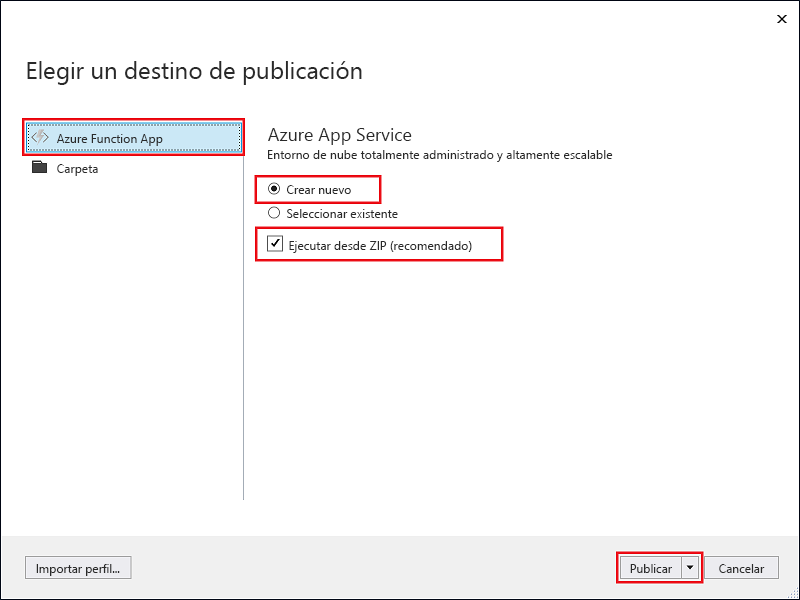 Elegir un destino de publicación
Azure Function App
Carpeta
Azure App Service
Entorno de nube totalmente administrado y altamente escalable
Crear nuevo
Seleccionar existente
Ejecutar desde ZIP (recomendado)
Importar perfil...
Publicar
Cancelar